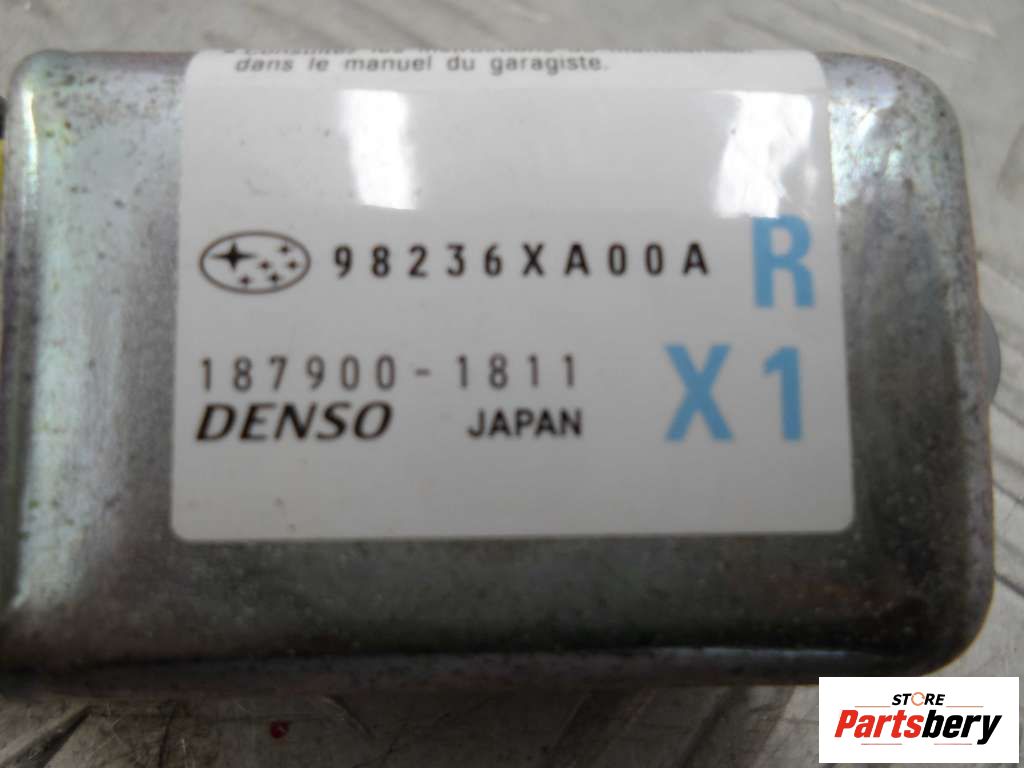 dans le manuel du garagiste.
98236XA00A R
187900-1811 X1
DENSO JAPAN
STORE
Partsbery